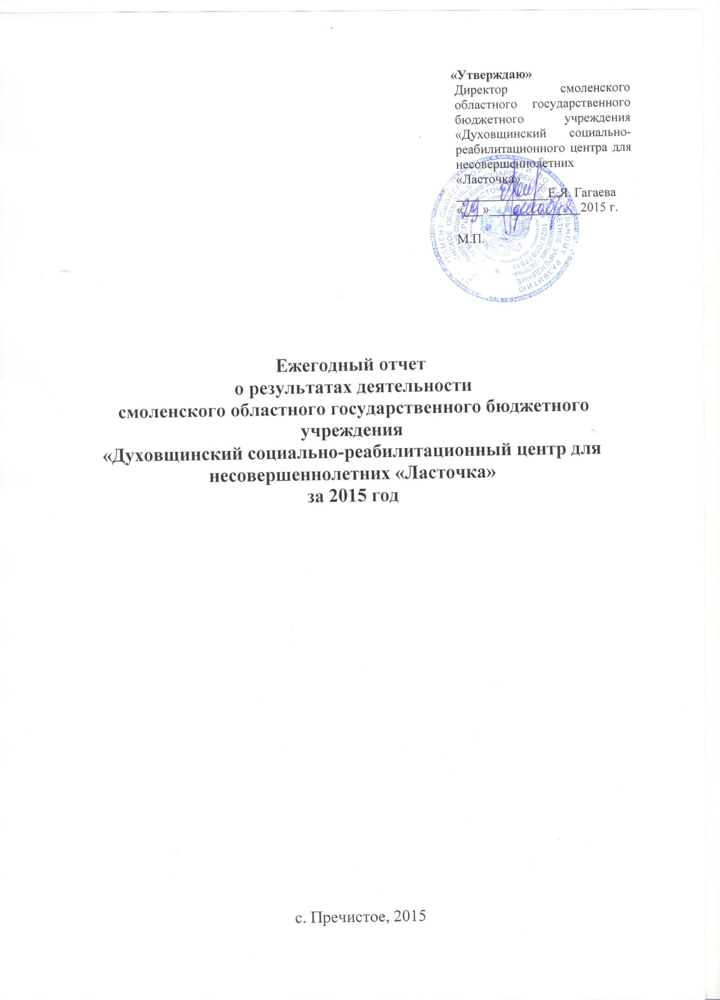 «Утверждаю»
Директор смоленского
областного государственного
бюджетного учреждения
«Духовщинский социально-
реабилитационного центра для
несовершеннолетних
«Ласточка»
Е.Я. Гагаева
«29» декабря 2015 г.
М.П.
Ежегодный отчет
о результатах деятельности
смоленского областного государственного бюджетного
учреждения
«Духовщинский социально-реабилитационный центр для
несовершеннолетних «Ласточка»
за 2015 год
с. Пречистое, 2015